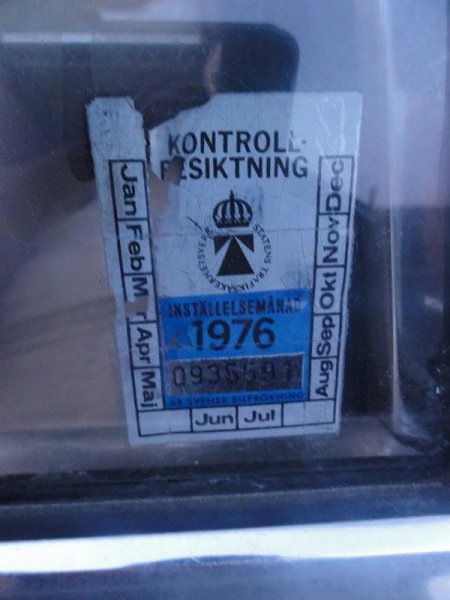 KONTROLL-
BESIKTNING
STATENS TRAFIKSÄKERHETSVERK
INSTÄLLELSEMÅNAD
1976
AB SVENSK BILPROVNING
Jan
Feb
Mar
Apr
Maj
Jun
Jul
Aug
Sep
Okt
Nov
Dec